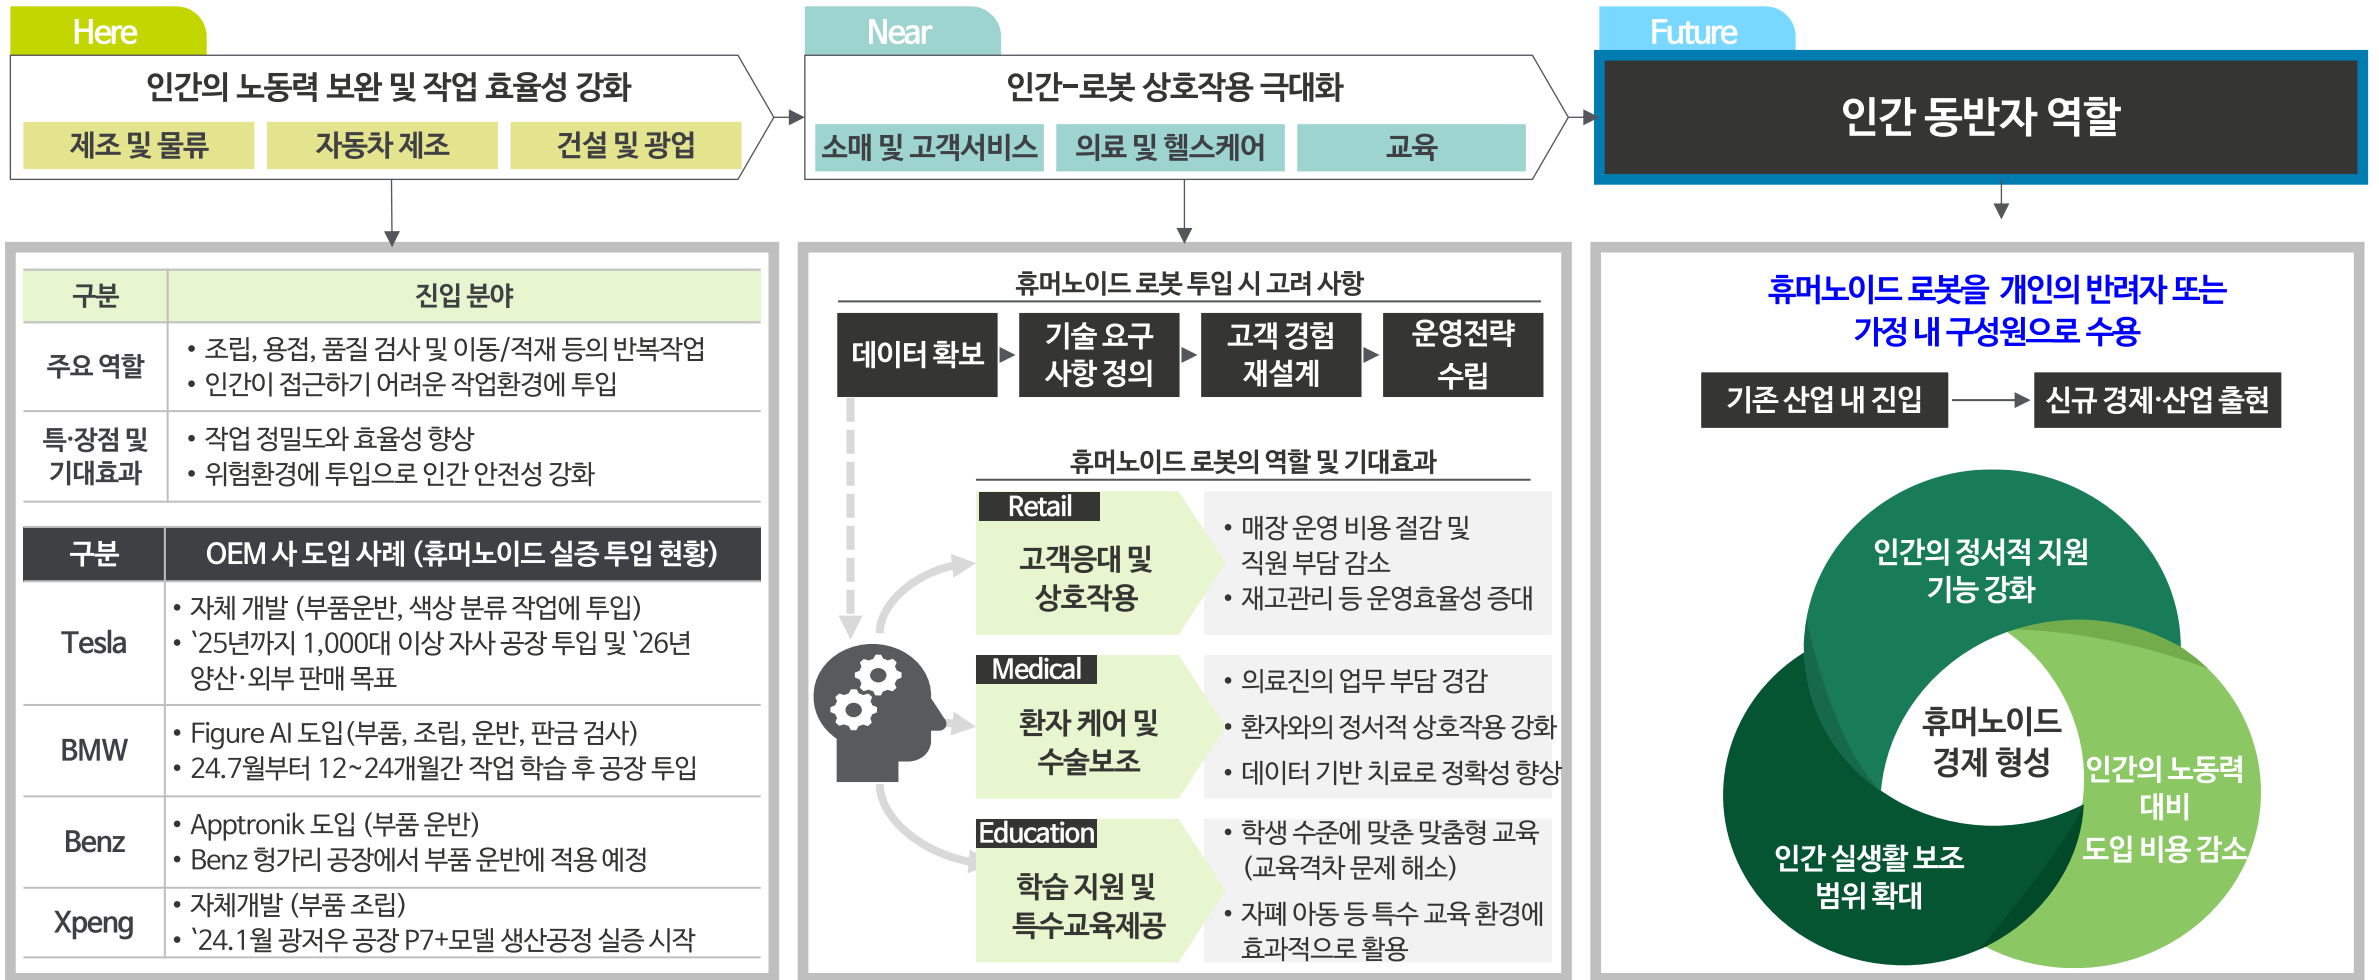 Here
인간의 노동력 보완 및 작업 효율성 강화
제조 및 물류
자동차 제조
건설 및 광업
Near
인간-로봇 상호작용 극대화
소매 및 고객서비스
의료 및 헬스케어
교육
Future
인간 동반자 역할
구분
진입 분야
주요 역할
• 조립, 용접, 품질 검사 및 이동/적재 등의 반복작업
• 인간이 접근하기 어려운 작업환경에 투입
특·장점 및
기대효과
• 작업 정밀도와 효율성 향상
• 위험환경에 투입으로 인간 안전성 강화
구분
OEM 사 도입 사례 (휴머노이드 실증 투입 현황)
Tesla
• 자체 개발 (부품운반, 색상 분류 작업에 투입)
• `25년까지 1,000대 이상 자사 공장 투입 및 `26년
양산·외부 판매 목표
BMW
• Figure AI 도입(부품, 조립, 운반, 판금 검사)
• 24.7월부터 12~24개월간 작업 학습 후 공장 투입
Benz
• Apptronik 도입 (부품 운반)
• Benz 헝가리 공장에서 부품 운반에 적용 예정
Xpeng
• 자체개발 (부품 조립)
• `24.1월 광저우 공장 P7+모델 생산공정 실증 시작
휴머노이드 로봇 투입 시 고려 사항
데이터 확보
기술 요구
사항 정의
고객 경험
재설계
운영전략
수립
휴머노이드 로봇의 역할 및 기대효과
Retail
고객응대 및
상호작용
• 매장 운영 비용 절감 및
직원 부담 감소
• 재고관리 등 운영효율성 증대
Medical
환자 케어 및
수술보조
• 의료진의 업무 부담 경감
• 환자와의 정서적 상호작용 강화
• 데이터 기반 치료로 정확성 향상
Education
학습 지원 및
특수교육제공
• 학생 수준에 맞춘 맞춤형 교육
(교육격차 문제 해소)
• 자폐 아동 등 특수 교육 환경에
효과적으로 활용
휴머노이드 로봇을 개인의 반려자 또는
가정 내 구성원으로 수용
기존 산업 내 진입
신규 경제·산업 출현
인간의 정서적 지원
기능 강화
휴머노이드
경제 형성
인간의 노동력
대비
도입 비용 감소
인간 실생활 보조
범위 확대